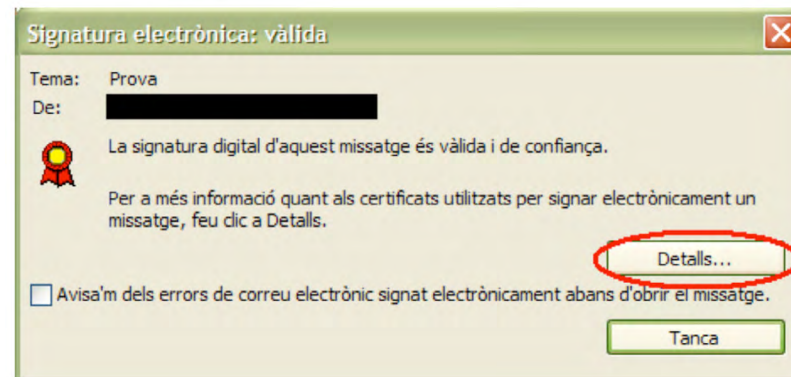 Signatura electrònica: vàlida
Tema: Prova
De:
La signatura digital d'aquest missatge és vàlida i de confiança.
Per a més informació quant als certificats utilitzats per signar electrònicament un
missatge, feu clic a Detalls.
Detalls...
Avisa'm dels errors de correu electrònic signat electrònicament abans d'obrir el missatge.
Tanca